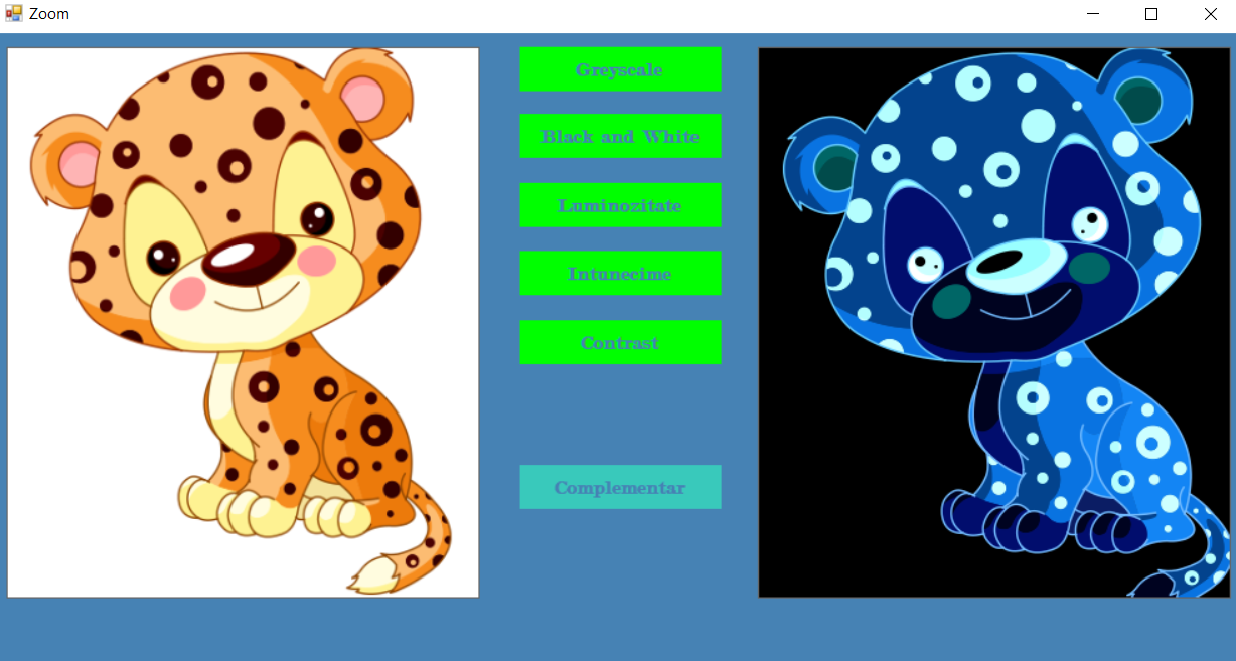 Zoom
Greyscale
Black and White
Luminozitate
Intunecime
Contrast
Complementar